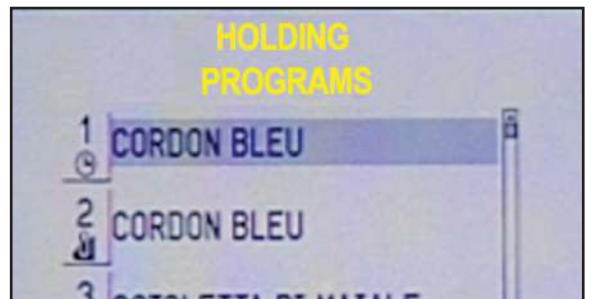 HOLDING
PROGRAMS
1 CORDON BLEU
2 CORDON BLEU
3